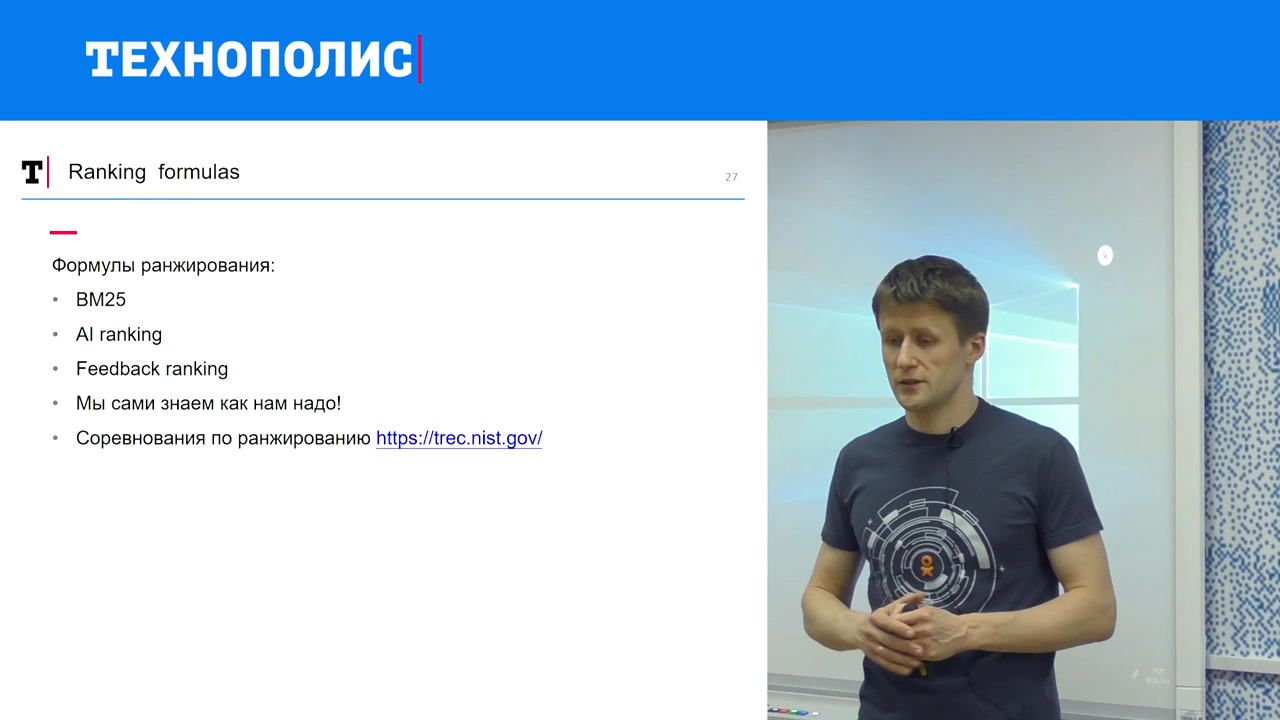 ТЕХНОПОЛИС
Т Ranking formulas
27
Формулы ранжирования:
• BM25
• AI ranking
• Feedback ranking
• Мы сами знаем как нам надо!
• Соревнования по ранжированию https://trec.nist.gov/